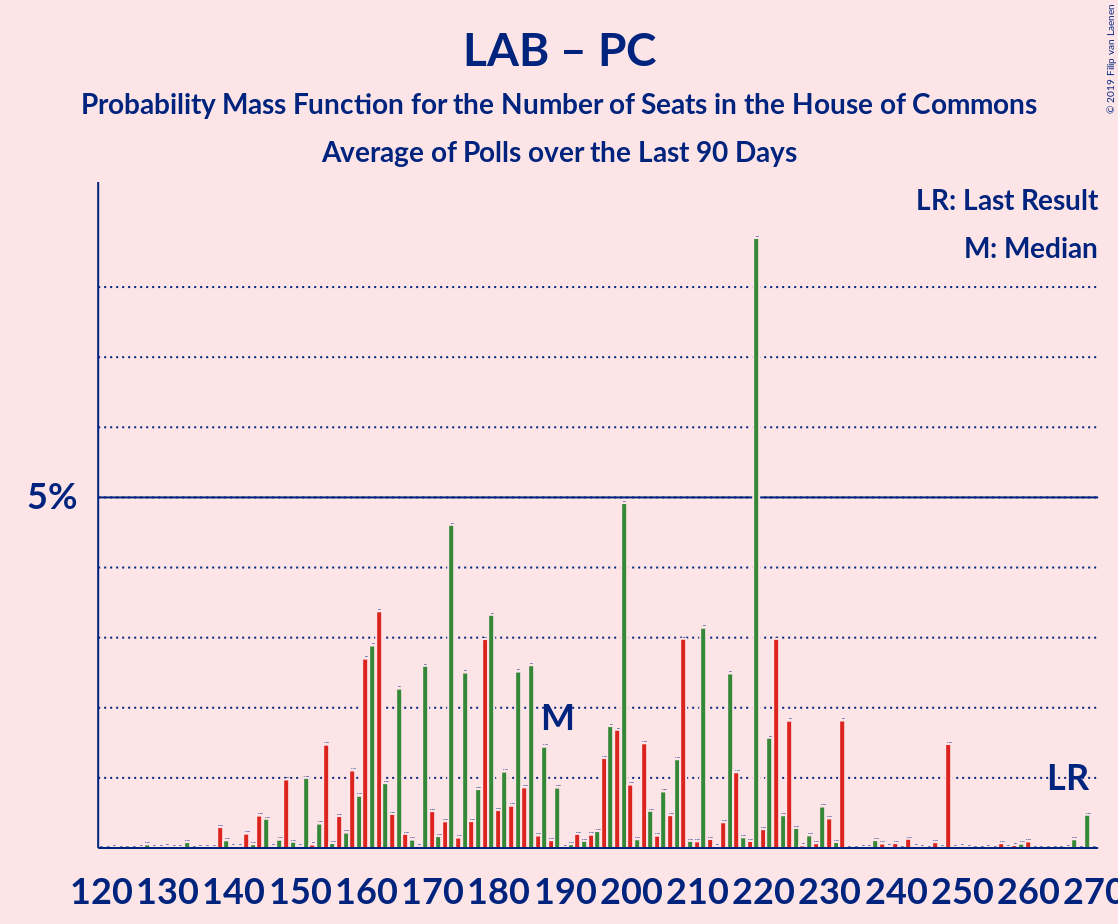 LAB – PC
Probability Mass Function for the Number of Seats in the House of Commons
Average of Polls over the Last 90 Days
© 2019 Filip van Laenen
LR: Last Result
M: Median
5%
M
LR
120 130 140 150 160 170 180 190 200 210 220 230 240 250 260 270